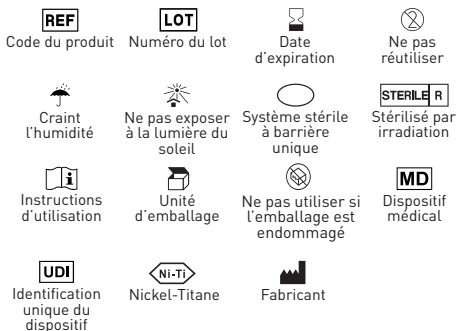 REF
Code du produit
LOT
Numéro du lot
Date
d'expiration
2
Ne pas
réutiliser
Craint
l'humidité
Ne pas exposer
à la lumière du
soleil
Système stérile
à barrière
unique
STERILE R
Stérilisé par
irradiation
i
Instructions
d'utilisation
Unité
d'emballage
Ne pas utiliser si
l'emballage est
endommagé
MD
Dispositif
médical
UDI
Identification
unique du
dispositif
Ni-Ti
Nickel-Titane
Fabricant